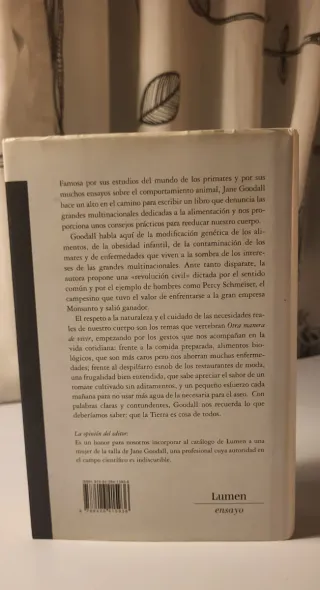 Famosa por sus estudios del mundo de los primates y por sus
muchos ensayos sobre el comportamiento animal, Jane Goodall
hace un alto en el camino para escribir un libro que denuncia las
grandes multinacionales dedicadas a la alimentación y nos pro-
porciona unos consejos prácticos para reeducar nuestro cuerpo.
Goodall habla aquí de la modificación genética de los ali-
mentos, de la obesidad infantil, de la contaminación de los
mares y de enfermedades que viven a la sombra de los intere-
ses de las grandes multinacionales. Ante tanto disparate, la
autora propone una «revolución civil» dictada por el sentido
común y por el ejemplo de hombres como Percy Schmeiser, el
campesino que tuvo el valor de enfrentarse a la gran empresa
Monsanto y salió ganador.
El respeto a la naturaleza y el cuidado de las necesidades rea-
les de nuestro cuerpo son los temas que vertebran Otra manera
de vivir, empezando por los gestos que nos acompañan en la
vida cotidiana: frente a la comida preparada, alimentos bio-
lógicos, que son más caros pero nos ahorran muchas enferme-
dades; frente al despilfarro estndo de los restaurantes de moda,
una frugalidad bien entendida, que sabe apreciar el sabor de un
tomate cultivado sin aditamentos, y un pequeño esfuerzo cada
mañana para no usar más agua de la necesaria para el aseo. Con
palabras claras y contundentes, Goodall nos recuerda lo que
deberíamos saber: que la Tierra es cosa de todos.
La opinión del editor:
Es un honor para nosotros incorporar al catálogo de Lumen a una
mujer de la talla de Jane Goodall, una profesional cuya autoridad en
el campo científico es indiscutible.
Lumen
ensayo